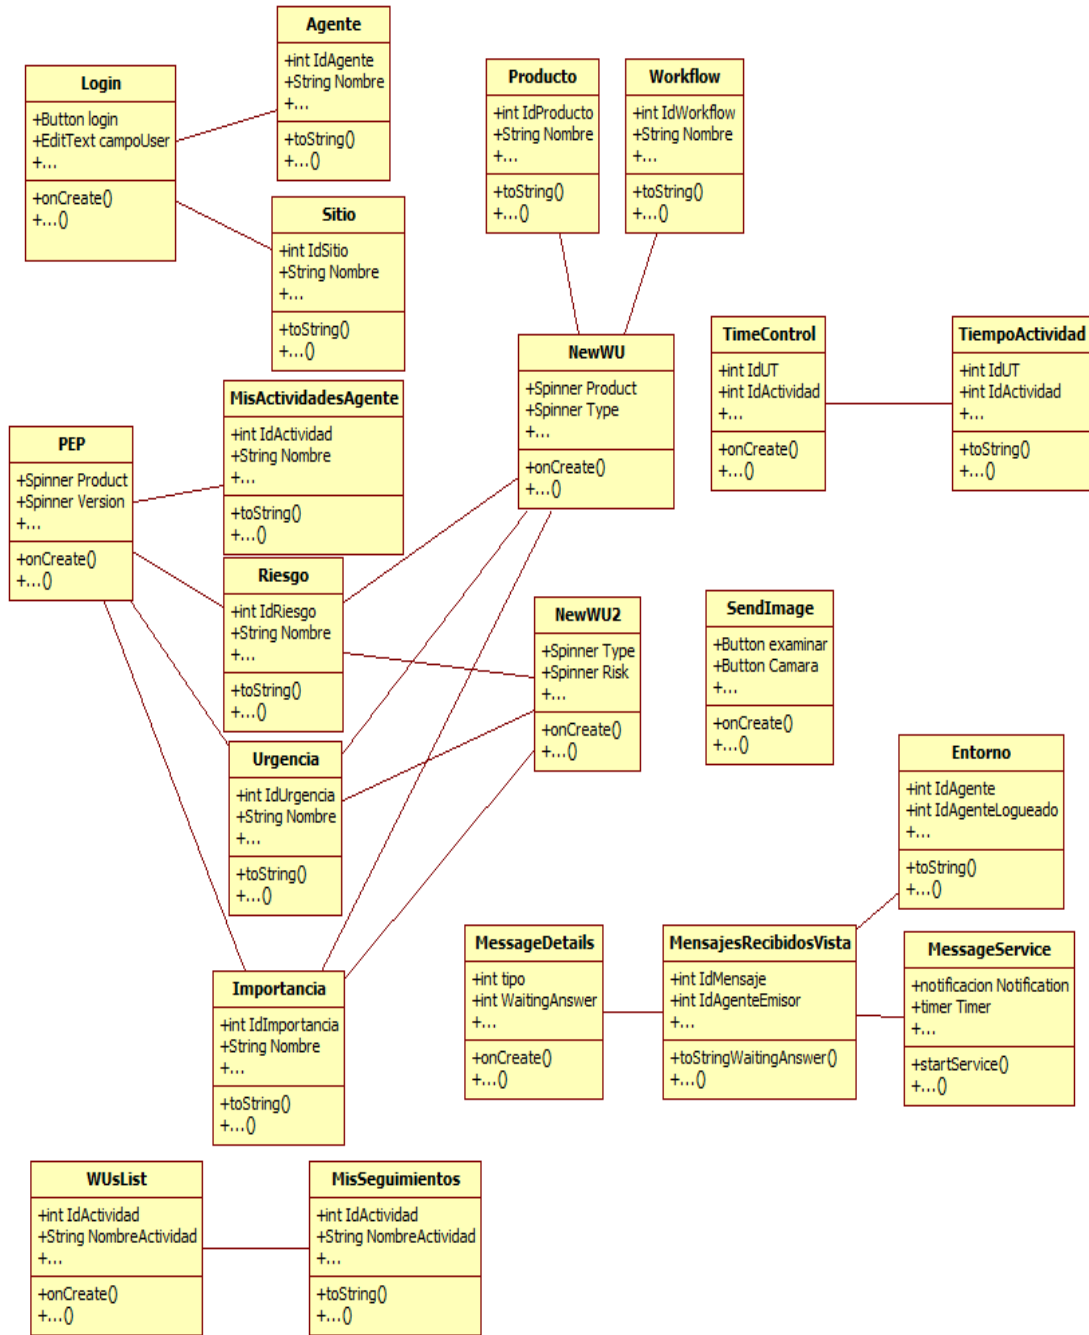 Agente
+int IdAgente
+String Nombre
+...
+toString()
+...()
Login
+Button login
+EditText campoUser
+...
+onCreate()
+...()
Sitio
+int IdSitio
+String Nombre
+...
+toString()
+...()
Producto
+int IdProducto
+String Nombre
+...
+toString()
+...()
Workflow
+int IdWorkflow
+String Nombre
+...
+toString()
+...()
NewWU
+Spinner Product
+Spinner Type
+...
+onCreate()
+...()
TimeControl
+int IdUT
+int IdActividad
+...
+onCreate()
+...()
TiempoActividad
+int IdUT
+int IdActividad
+...
+toString()
+...()
MisActividadesAgente
+int IdActividad
+String Nombre
+...
+toString()
+...()
PEP
+Spinner Product
+Spinner Version
+...
+onCreate()
+...()
Riesgo
+int IdRiesgo
+String Nombre
+...
+toString()
+...()
NewWU2
+Spinner Type
+Spinner Risk
+...
+onCreate()
+...()
SendImage
+Button examinar
+Button Camara
+...
+onCreate()
+...()
Urgencia
+int IdUrgencia
+String Nombre
+...
+toString()
+...()
Entorno
+int IdAgente
+int IdAgenteLogueado
+...
+toString()
+...()
MessageDetails
+int tipo
+int WaitingAnswer
+...
+onCreate()
+...()
MensajesRecibidosVista
+int IdMensaje
+int IdAgenteEmisor
+...
+toStringWaitingAnswer()
+...()
MessageService
+notificacion Notification
+timer Timer
+...
+startService()
+...()
Importancia
+int IdImportancia
+String Nombre
+...
+toString()
+...()
WUsList
+int IdActividad
+String NombreActividad
+...
+onCreate()
+...()
MisSeguimientos
+int IdActividad
+String NombreActividad
+...
+toString()
+...()